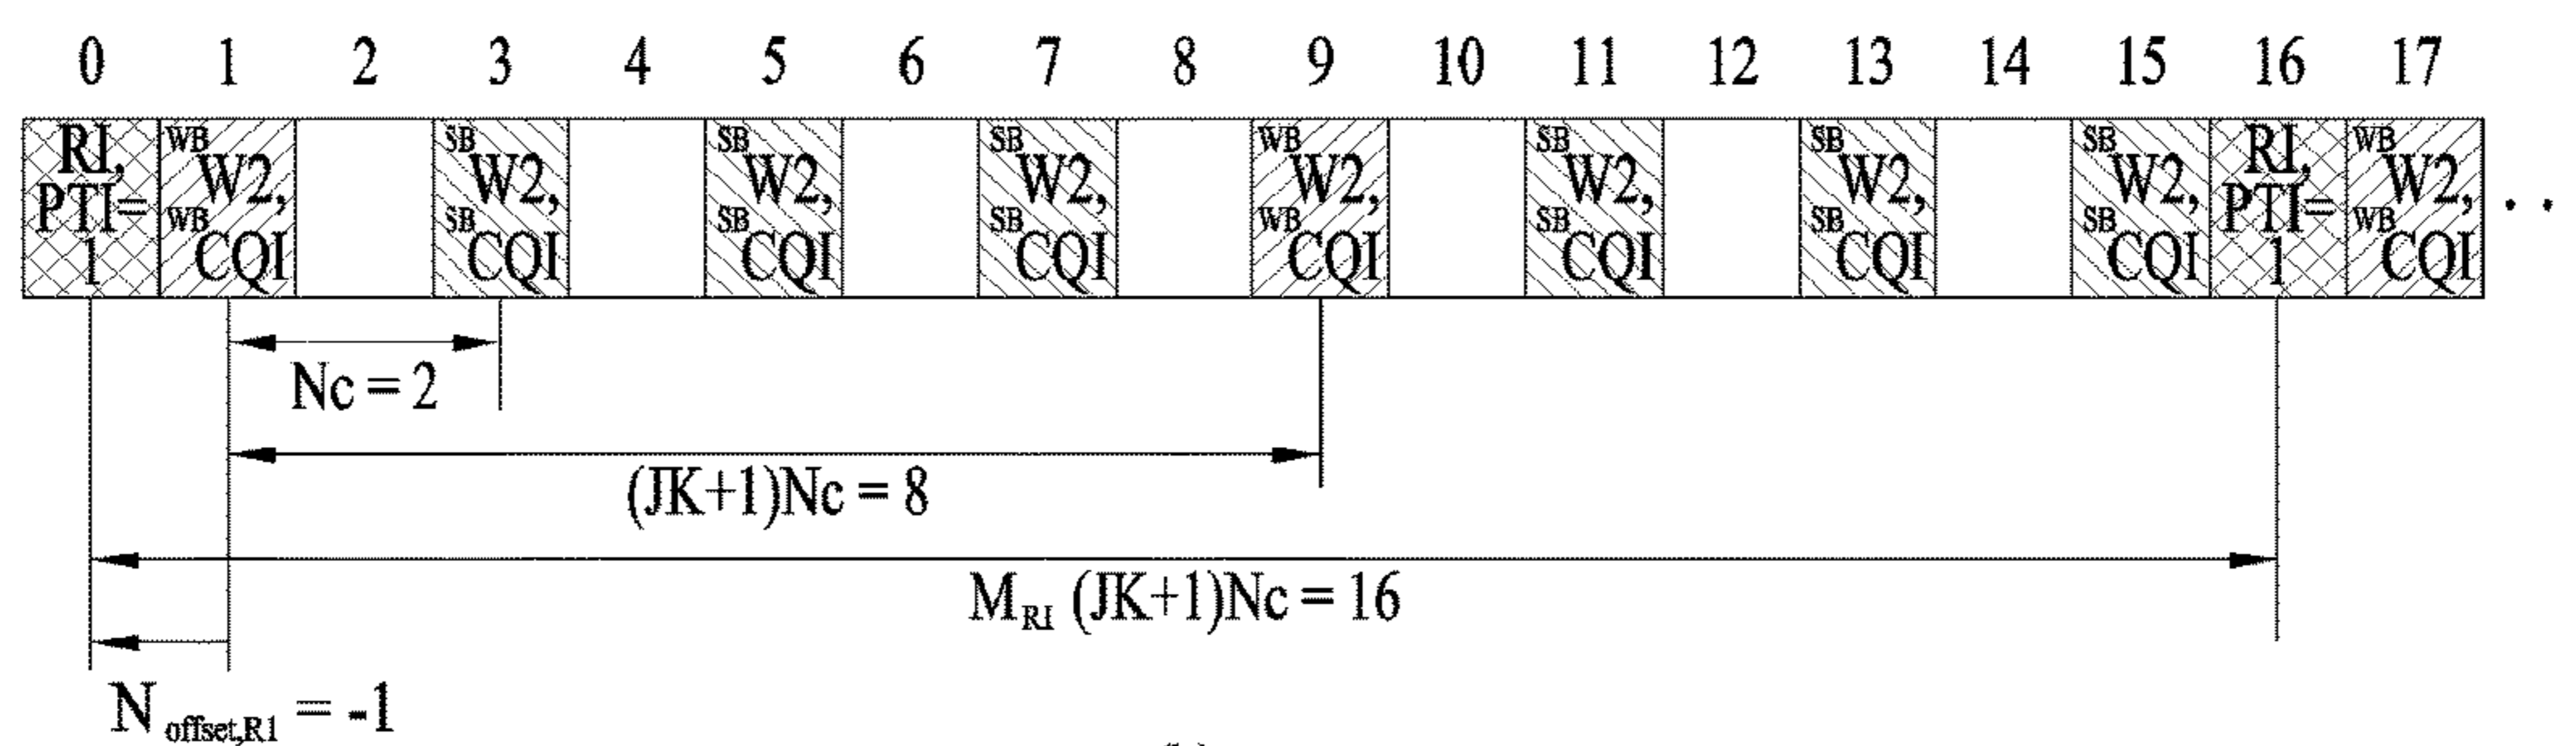 0 1 2 3 4 5 6 7 8 9 10 11 12 13 14 15 16 17
RI, PTI= 1
WB W2, WB CQI
SB W2, SB CQI
SB W2, SB CQI
SB W2, SB CQI
WB W2, WB CQI
SB W2, SB CQI
SB W2, SB CQI
SB W2, SB CQI
RI, PTI= 1
WB W2, WB CQI
. .
Nc = 2
(JK+1)Nc = 8
M RI (JK+1)Nc = 16
N offset,R1 = -1